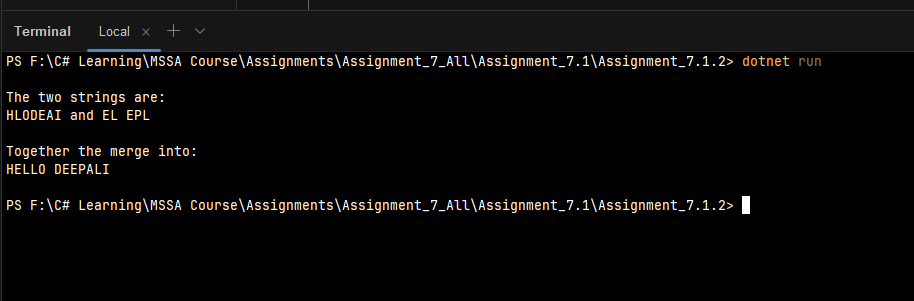 Terminal Local
PS F:\C# Learning\MSSA Course\Assignments\Assignment_7_All\Assignment_7.1\Assignment_7.1.2> dotnet run
The two strings are:
HLODEAI and EL EPL
Together the merge into:
HELLO DEEPALI
PS F:\C# Learning\MSSA Course\Assignments\Assignment_7_All\Assignment_7.1\Assignment_7.1.2>